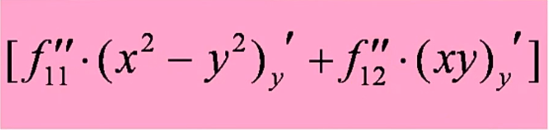 [f″₁₁·(x² − y²)ᵧ′ + f″₁₂·(xy)ᵧ′]